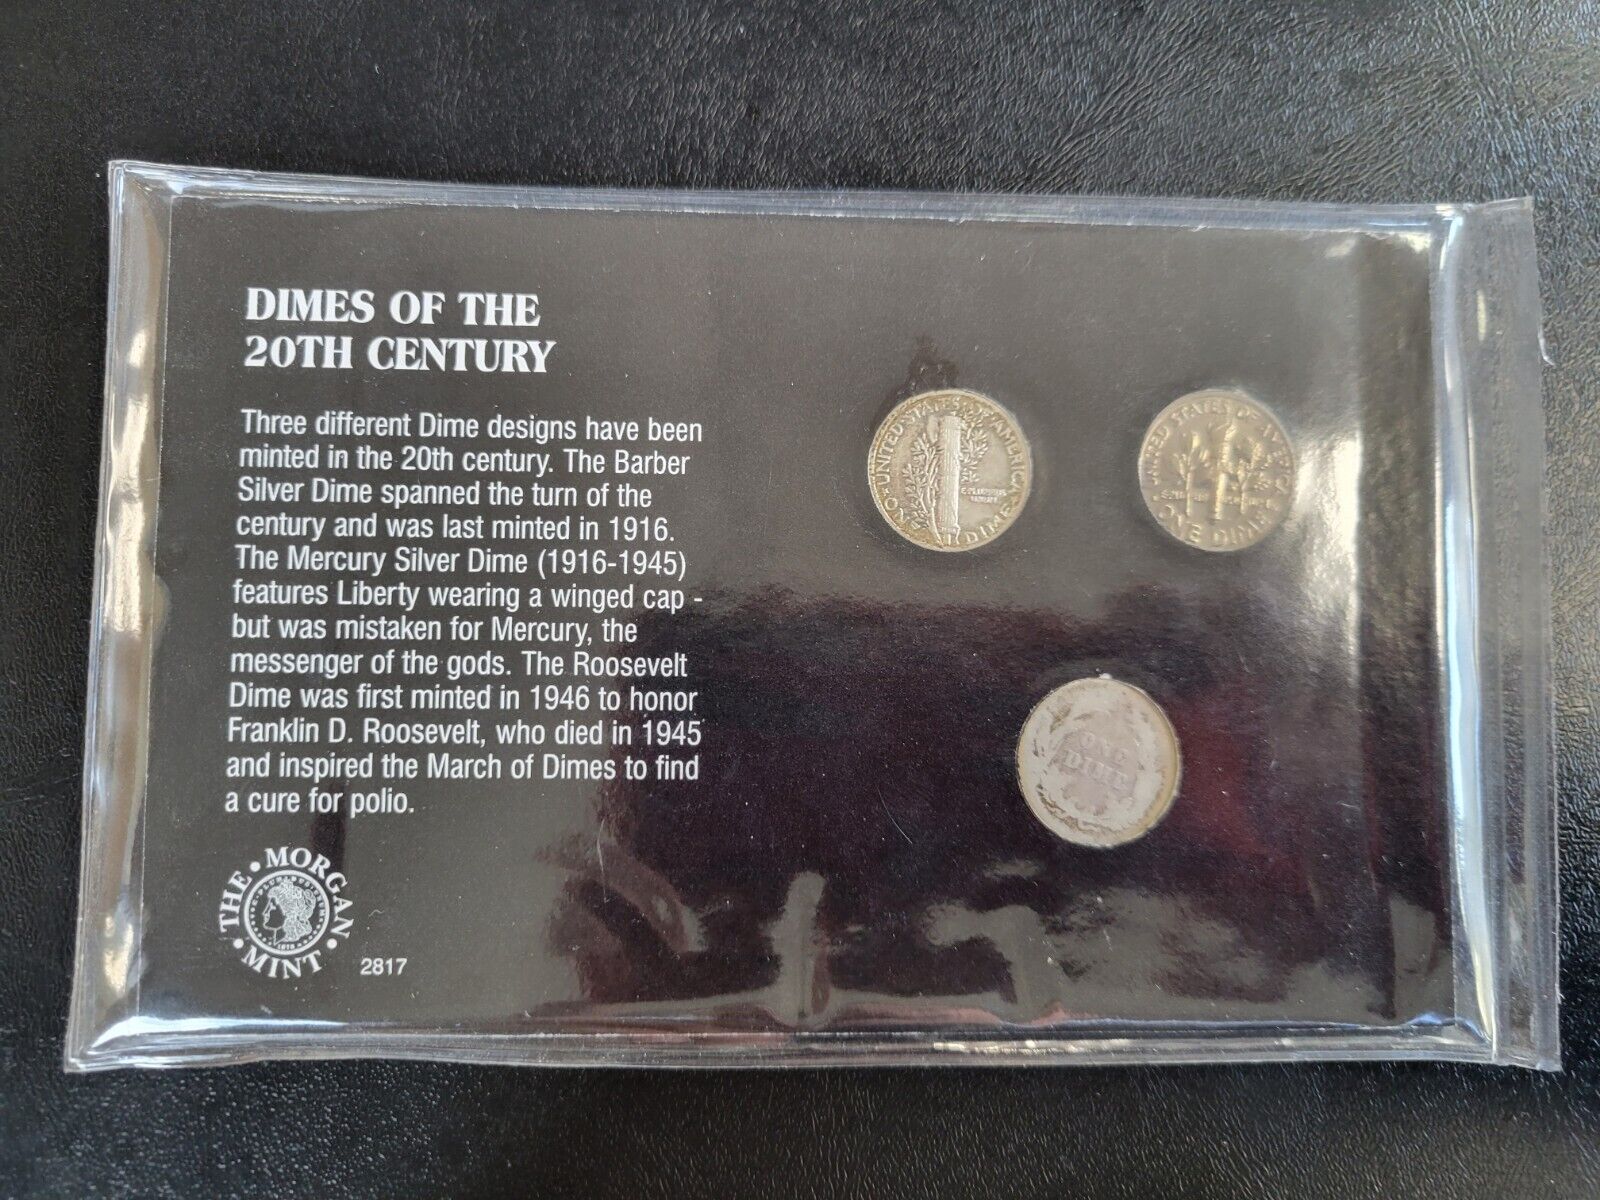 DIMES OF THE
20TH CENTURY
Three different Dime designs have been
minted in the 20th century. The Barber
Silver Dime spanned the turn of the
century and was last minted in 1916.
The Mercury Silver Dime (1916-1945)
features Liberty wearing a winged cap -
but was mistaken for Mercury, the
messenger of the gods. The Roosevelt
Dime was first minted in 1946 to honor
Franklin D. Roosevelt, who died in 1945
and inspired the March of Dimes to find
a cure for polio.
THE • MORGAN • MINT •
2817
UNITED STATES OF AMERICA
E PLURIBUS
UNUM
ONE DIME
UNITED STATES OF AMERICA
ONE DIME
ONE
DIME